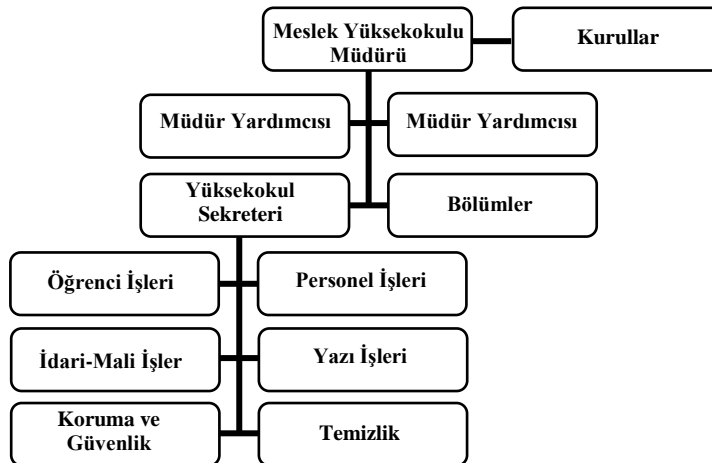 Meslek Yüksekokulu
Müdürü
Kurullar
Müdür Yardımcısı
Müdür Yardımcısı
Yüksekokul
Sekreteri
Bölümler
Öğrenci İşleri
Personel İşleri
İdari-Mali İşler
Yazı İşleri
Koruma ve
Güvenlik
Temizlik